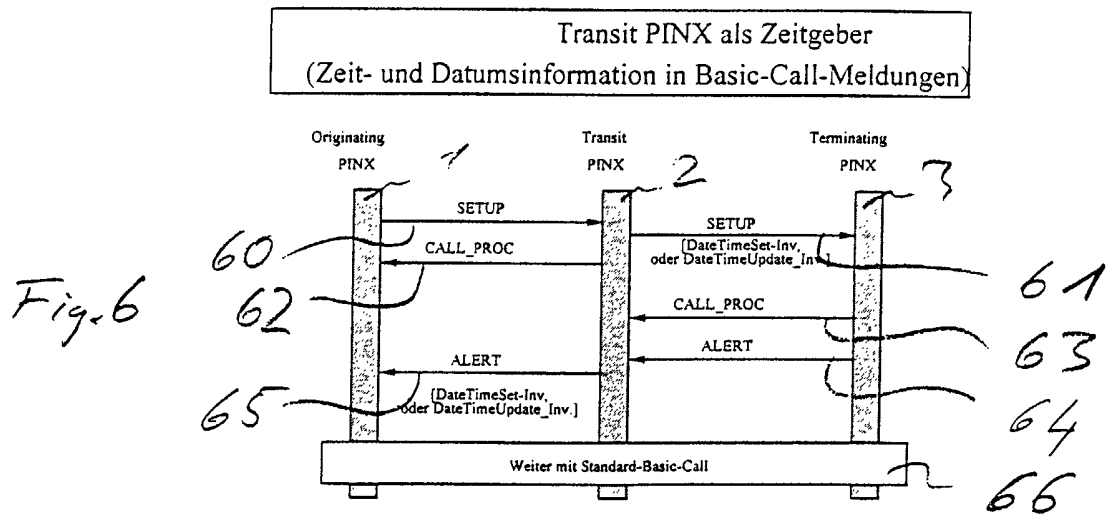 Transit PINX als Zeitgeber
(Zeit- und Datumsinformation in Basic-Call-Meldungen)
Originating
PINX
1
Transit
PINX
2
Terminating
PINX
3
SETUP
60
SETUP
[DateTimeSet-Inv,
oder DateTimeUpdate_Inv.]
61
CALL_PROC
62
Fig.6
CALL_PROC
63
ALERT
64
ALERT
65
[DateTimeSet-Inv,
oder DateTimeUpdate_Inv.]
Weiter mit Standard-Basic-Call
66